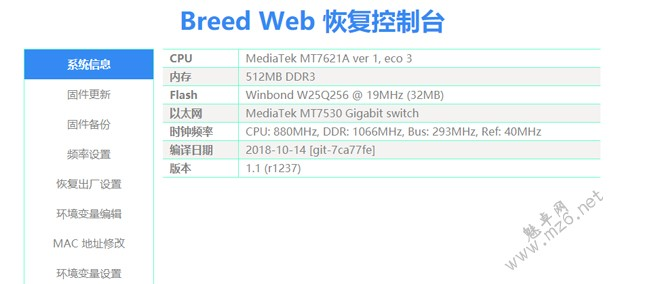 Breed Web 恢复控制台
系统信息
固件更新
固件备份
频率设置
恢复出厂设置
环境变量编辑
MAC 地址修改
环境变量设置
CPU MediaTek MT7621A ver 1, eco 3
内存 512MB DDR3
Flash Winbond W25Q256 @ 19MHz (32MB)
以太网 MediaTek MT7530 Gigabit switch
时钟频率 CPU: 880MHz, DDR: 1066MHz, Bus: 293MHz, Ref: 40MHz
编译日期 2018-10-14 [git-7ca77fe]
版本 1.1 (r1237)
魅卓网
www.mz6.net